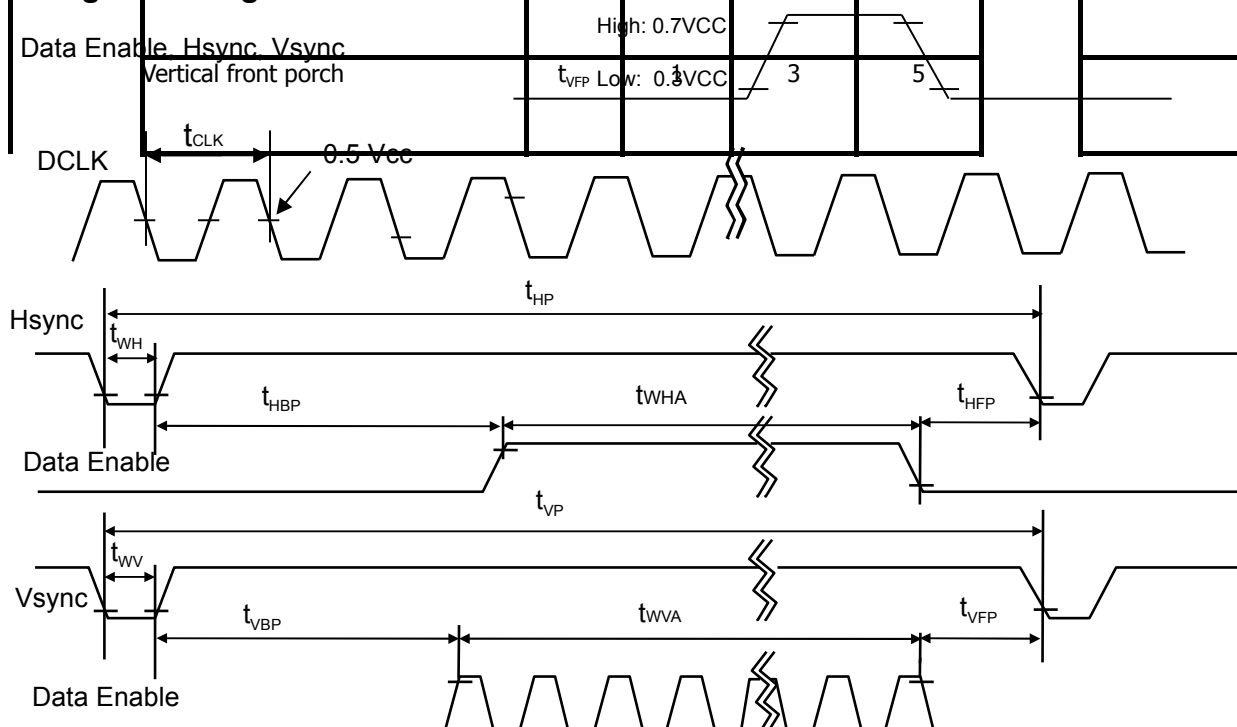 High: 0.7VCC
Data Enable, Hsync, Vsync
Vertical front porch
tVFP
Low: 0.3VCC
1
3
5
tCLK
0.5 Vcc
DCLK
tHP
Hsync
tWH
tHBP
tWHA
tHFP
Data Enable
tVP
tWV
Vsync
tVBP
tWVA
tVFP
Data Enable